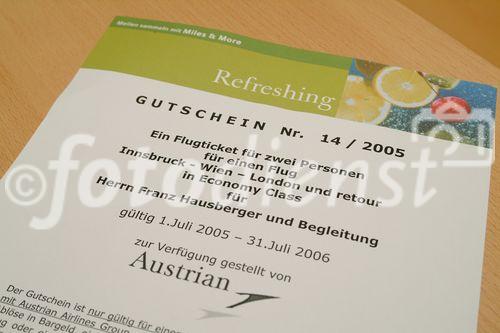 Meilen sammeln mit Miles & More
Refreshing
GUTSCHEIN Nr. 14 / 2005
Ein Flugticket für zwei Personen
für einen Flug
Innsbruck - Wien – London und retour
in Economy Class
für
Herrn Franz Hausberger und Begleitung
gültig 1.Juli 2005 – 31.Juli 2006
zur Verfügung gestellt von
Austrian
Der Gutschein ist nur gültig für einen
mit Austrian Airlines Group
blöse in Bargeld
© fotodienst